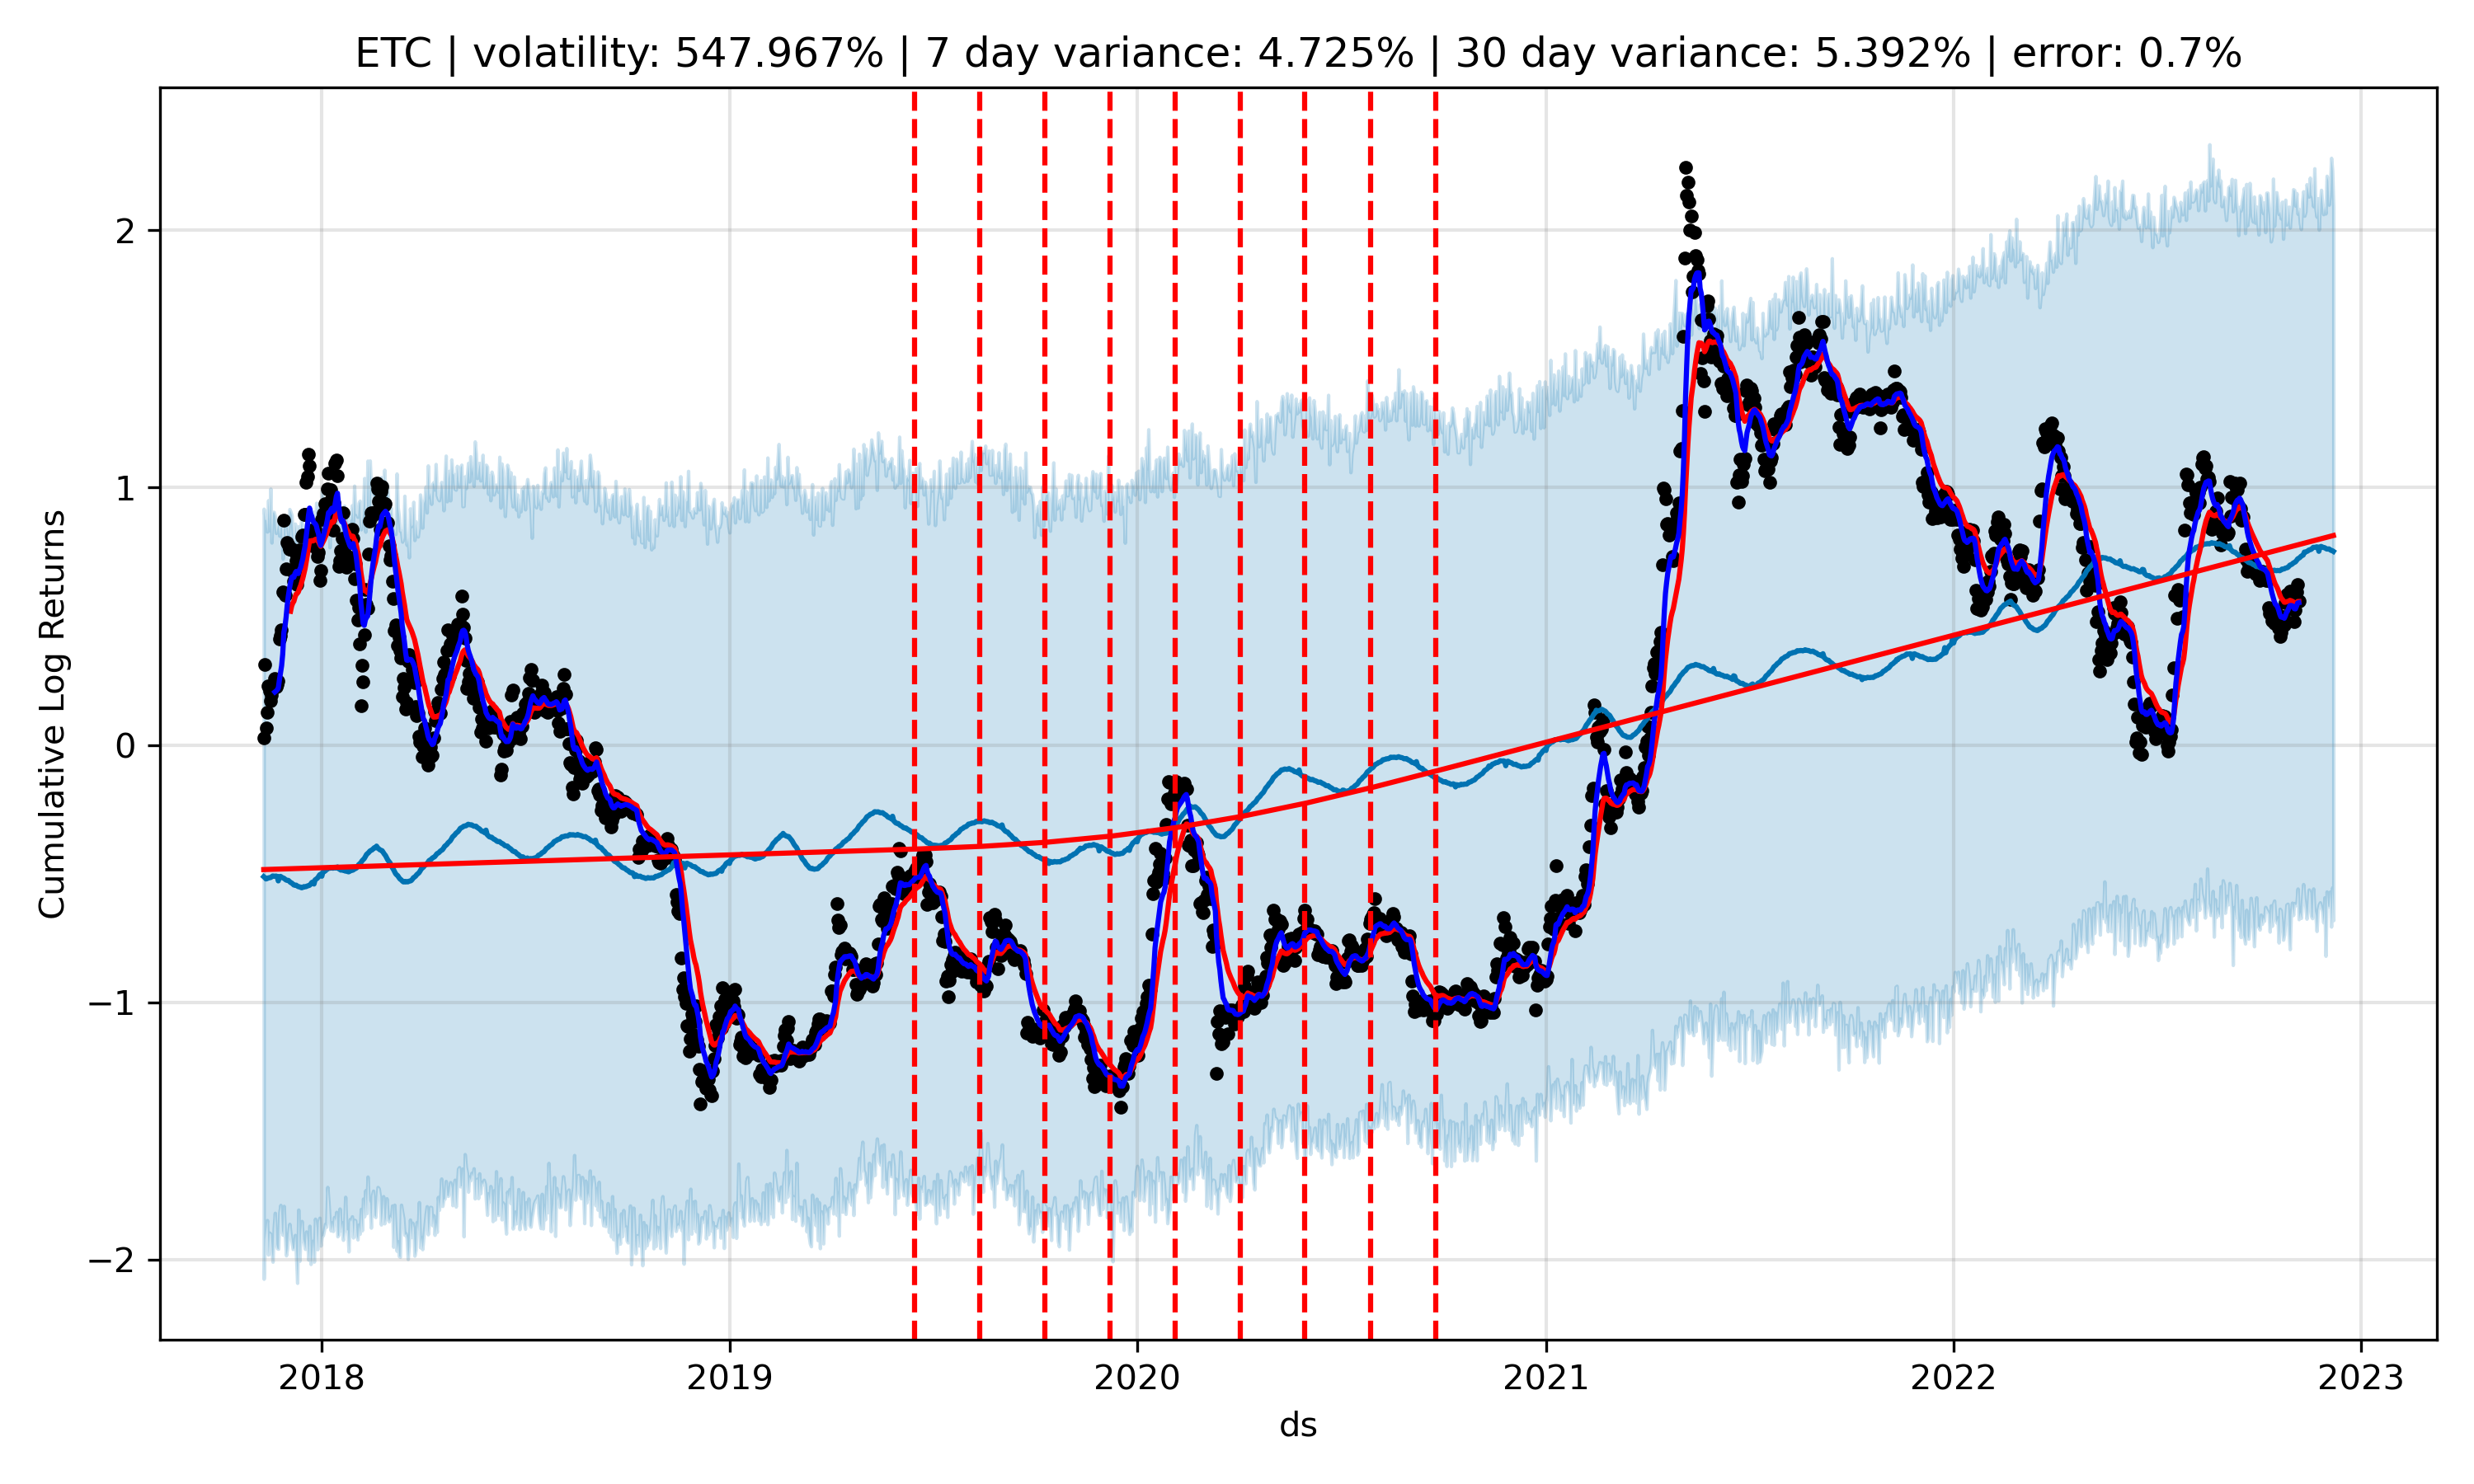 ETC | volatility: 547.967% | 7 day variance: 4.725% | 30 day variance: 5.392% | error: 0.7%
Cumulative Log Returns
2
1
0
−1
−2
2018 2019 2020 2021 2022 2023
ds